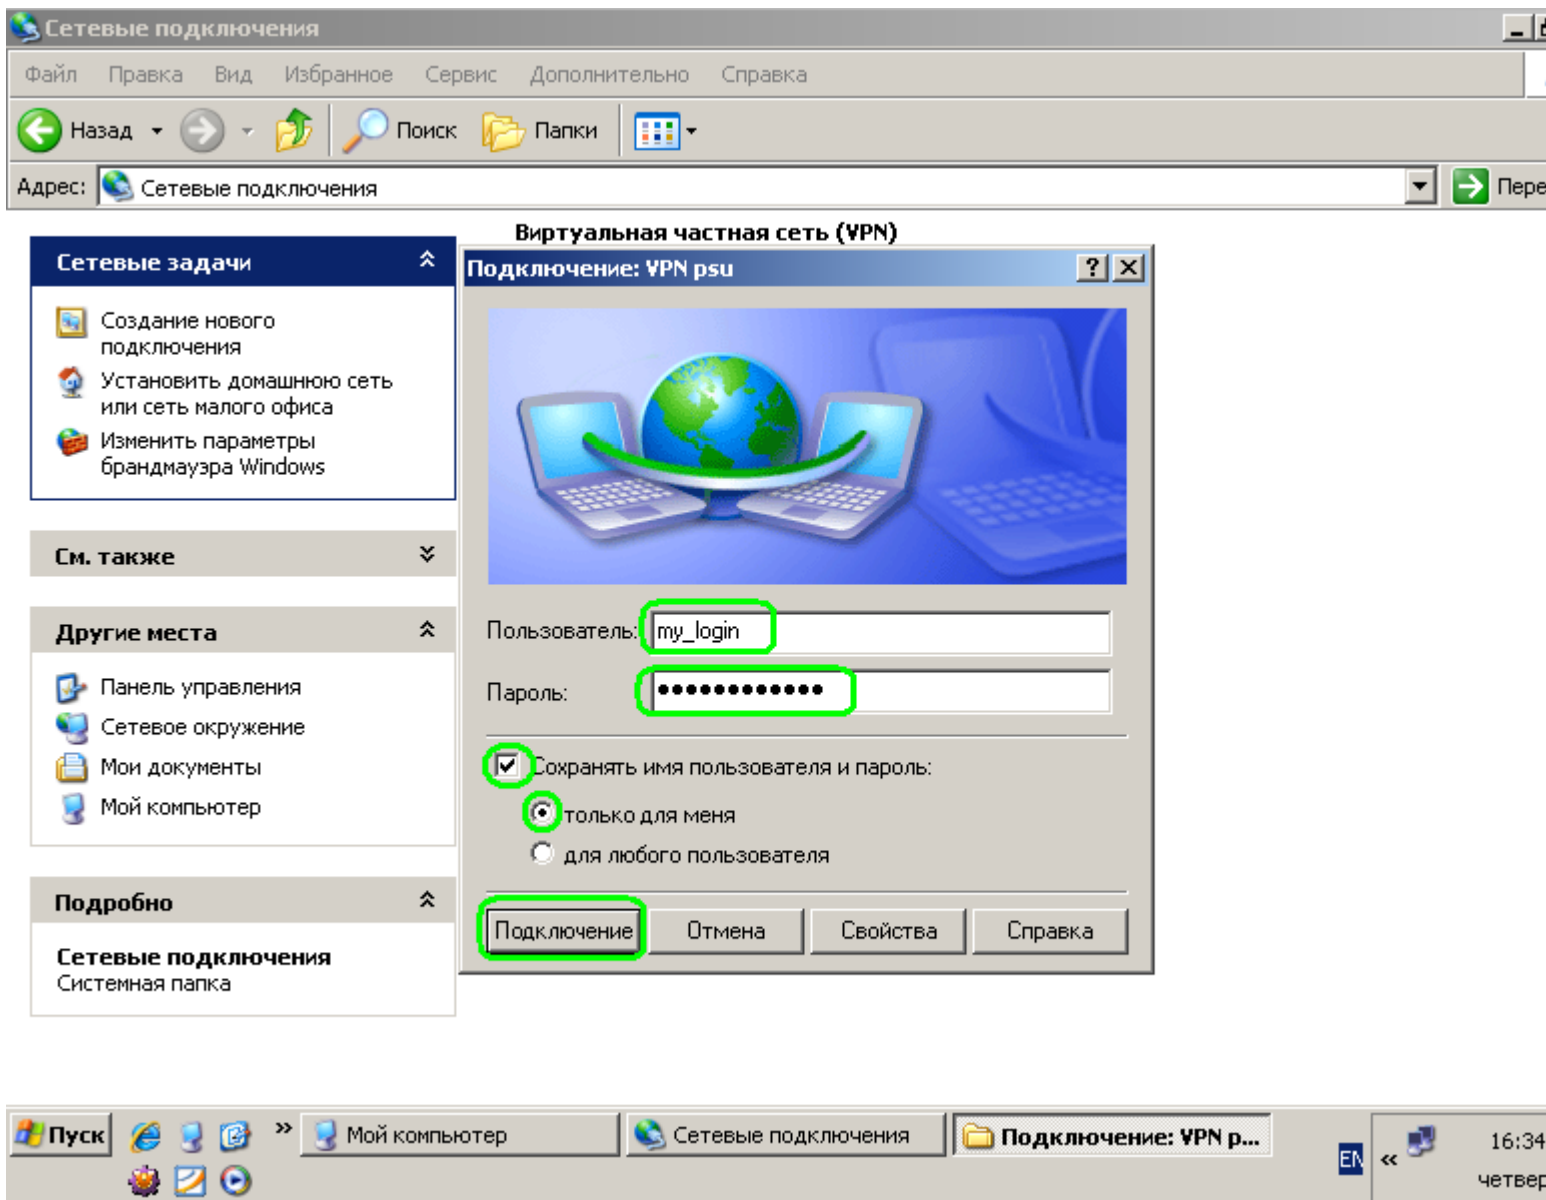 Сетевые подключения
Файл Правка Вид Избранное Сервис Дополнительно Справка
Назад Поиск Папки
Адрес: Сетевые подключения
Виртуальная частная сеть (VPN)
Сетевые задачи
Создание нового
подключения
Установить домашнюю сеть
или сеть малого офиса
Изменить параметры
брандмауэра Windows
См. также
Другие места
Панель управления
Сетевое окружение
Мои документы
Мой компьютер
Подробно
Сетевые подключения
Системная папка
Подключение: VPN psu
Пользователь: my_login
Пароль: ••••••••••••
Сохранять имя пользователя и пароль:
только для меня
для любого пользователя
Подключение Отмена Свойства Справка
Пуск » Мой компьютер Сетевые подключения Подключение: VPN p... EN « 16:34
четвер